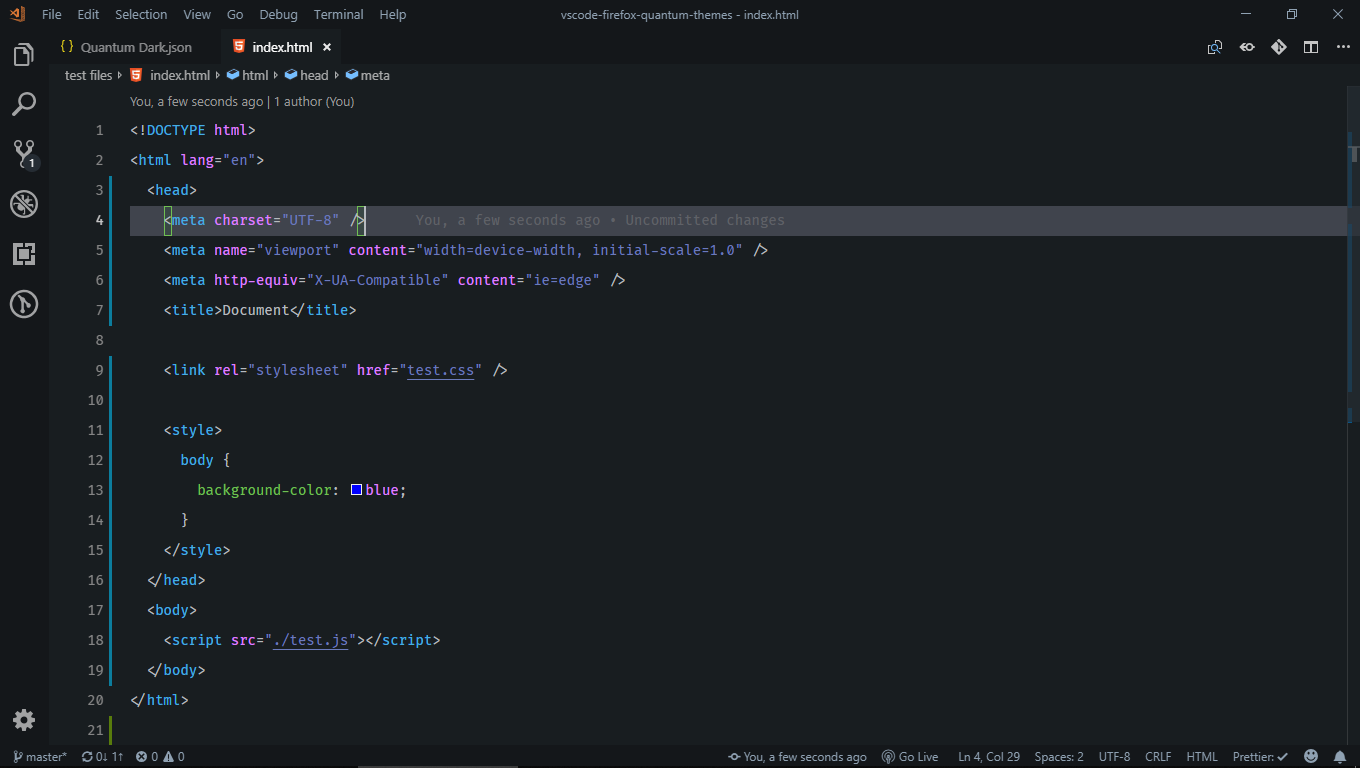 File Edit Selection View Go Debug Terminal Help vscode-firefox-quantum-themes - index.html
{ } Quantum Dark.json index.html ×
test files index.html html head meta
You, a few seconds ago | 1 author (You)
1 <!DOCTYPE html>
2 <html lang="en">
3 <head>
4 <meta charset="UTF-8" /> You, a few seconds ago • Uncommitted changes
5 <meta name="viewport" content="width=device-width, initial-scale=1.0" />
1
6 <meta http-equiv="X-UA-Compatible" content="ie=edge" />
7 <title>Document</title>
8
9 <link rel="stylesheet" href="test.css" />
10
11 <style>
12 body {
13 background-color: blue;
14 }
15 </style>
16 </head>
17 <body>
18 <script src="./test.js"></script>
19 </body>
20 </html>
21
master* 0↓ 1↑ 0 0 You, a few seconds ago Go Live Ln 4, Col 29 Spaces: 2 UTF-8 CRLF HTML Prettier: ✓